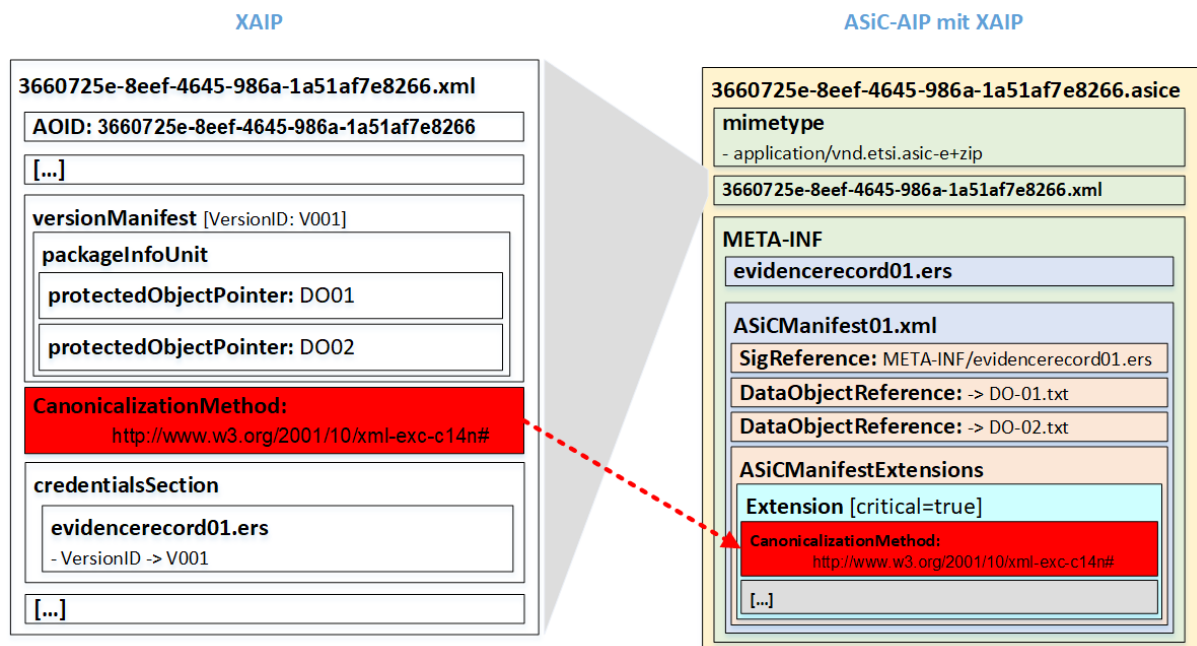 XAIP
3660725e-8eef-4645-986a-1a51af7e8266.xml
AOID: 3660725e-8eef-4645-986a-1a51af7e8266
[...]
versionManifest [VersionID: V001]
packageInfoUnit
protectedObjectPointer: DO01
protectedObjectPointer: DO02
CanonicalizationMethod:
http://www.w3.org/2001/10/xml-exc-c14n#
credentialsSection
evidencerecord01.ers
- VersionID -> V001
[...]
ASiC-AIP mit XAIP
3660725e-8eef-4645-986a-1a51af7e8266.asice
mimetype
- application/vnd.etsi.asic-e+zip
3660725e-8eef-4645-986a-1a51af7e8266.xml
META-INF
evidencerecord01.ers
ASiCManifest01.xml
SigReference: META-INF/evidencerecord01.ers
DataObjectReference: -> DO-01.txt
DataObjectReference: -> DO-02.txt
ASiCManifestExtensions
Extension [critical=true]
CanonicalizationMethod:
http://www.w3.org/2001/10/xml-exc-c14n#
[...]